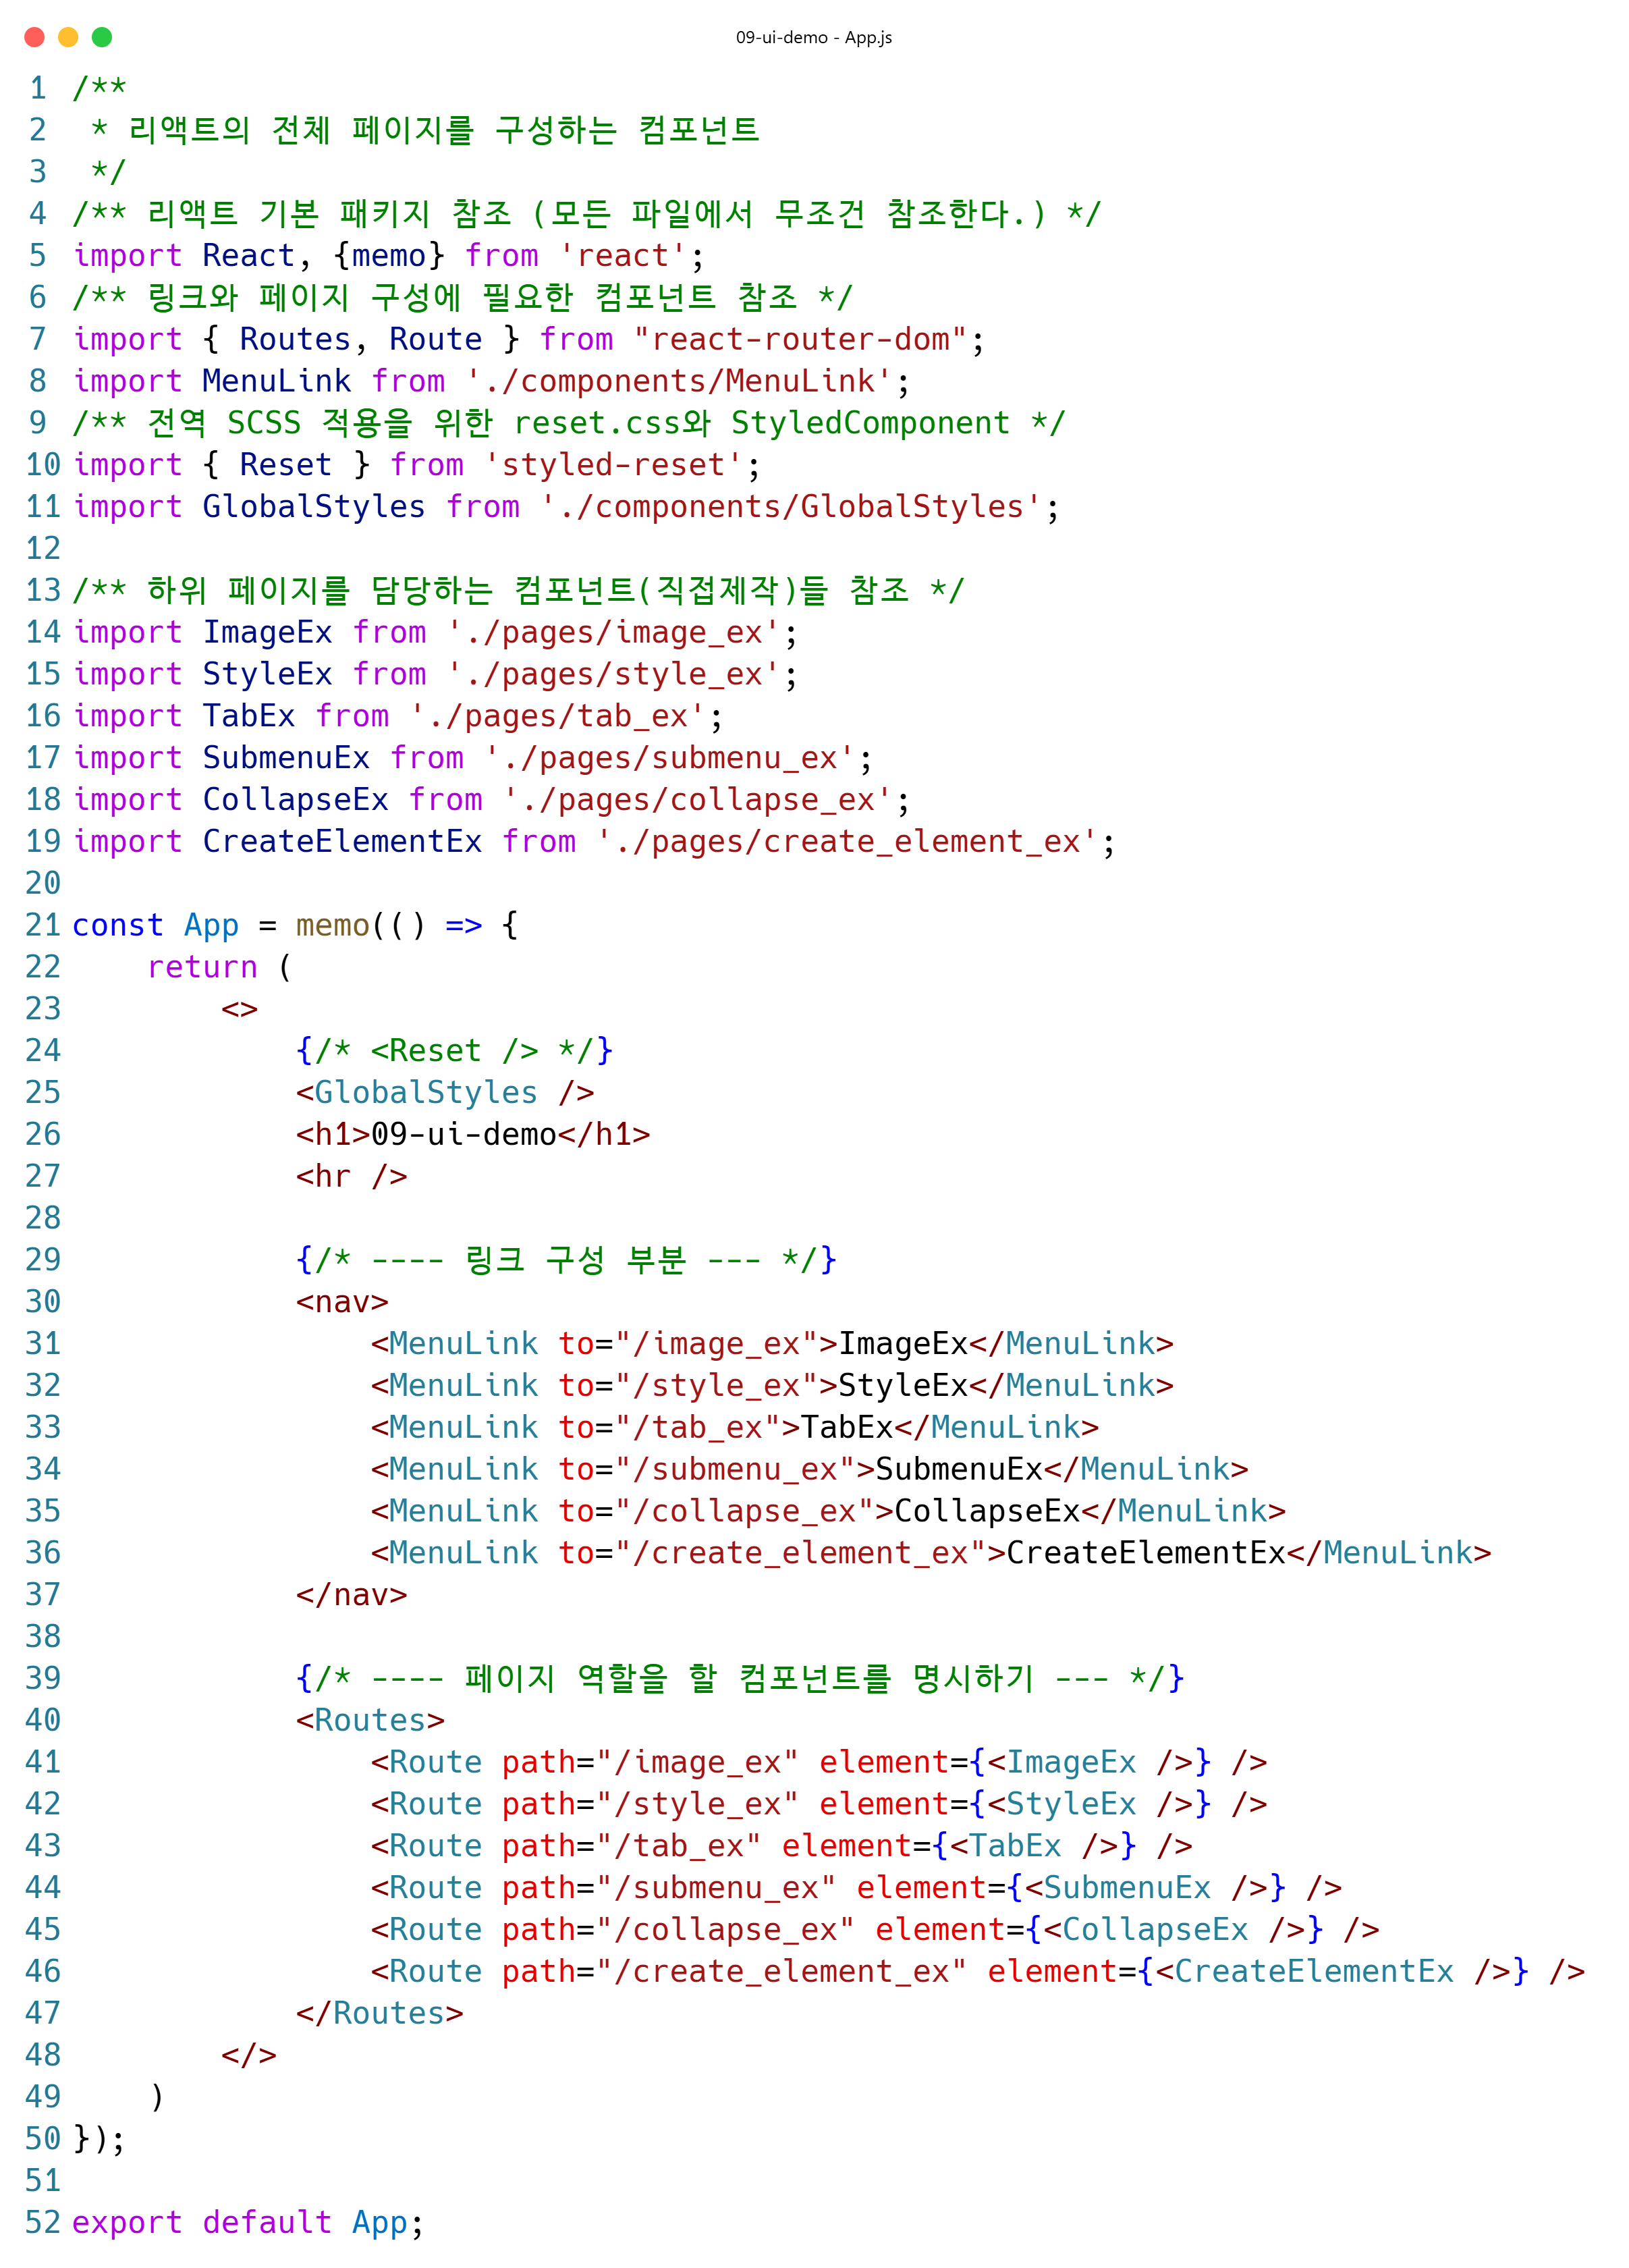 09-ui-demo - App.js
1 /**
2  * 리액트의 전체 페이지를 구성하는 컴포넌트
3  */
4 /** 리액트 기본 패키지 참조 (모든 파일에서 무조건 참조한다.) */
5 import React, {memo} from 'react';
6 /** 링크와 페이지 구성에 필요한 컴포넌트 참조 */
7 import { Routes, Route } from "react-router-dom";
8 import MenuLink from './components/MenuLink';
9 /** 전역 SCSS 적용을 위한 reset.css와 StyledComponent */
10 import { Reset } from 'styled-reset';
11 import GlobalStyles from './components/GlobalStyles';
12
13 /** 하위 페이지를 담당하는 컴포넌트(직접제작)들 참조 */
14 import ImageEx from './pages/image_ex';
15 import StyleEx from './pages/style_ex';
16 import TabEx from './pages/tab_ex';
17 import SubmenuEx from './pages/submenu_ex';
18 import CollapseEx from './pages/collapse_ex';
19 import CreateElementEx from './pages/create_element_ex';
20
21 const App = memo(() => {
22     return (
23         <>
24             {/* <Reset /> */}
25             <GlobalStyles />
26             <h1>09-ui-demo</h1>
27             <hr />
28
29             {/* ---- 링크 구성 부분 --- */}
30             <nav>
31                 <MenuLink to="/image_ex">ImageEx</MenuLink>
32                 <MenuLink to="/style_ex">StyleEx</MenuLink>
33                 <MenuLink to="/tab_ex">TabEx</MenuLink>
34                 <MenuLink to="/submenu_ex">SubmenuEx</MenuLink>
35                 <MenuLink to="/collapse_ex">CollapseEx</MenuLink>
36                 <MenuLink to="/create_element_ex">CreateElementEx</MenuLink>
37             </nav>
38
39             {/* ---- 페이지 역할을 할 컴포넌트를 명시하기 --- */}
40             <Routes>
41                 <Route path="/image_ex" element={<ImageEx />} />
42                 <Route path="/style_ex" element={<StyleEx />} />
43                 <Route path="/tab_ex" element={<TabEx />} />
44                 <Route path="/submenu_ex" element={<SubmenuEx />} />
45                 <Route path="/collapse_ex" element={<CollapseEx />} />
46                 <Route path="/create_element_ex" element={<CreateElementEx />} />
47             </Routes>
48         </>
49     )
50 });
51
52 export default App;